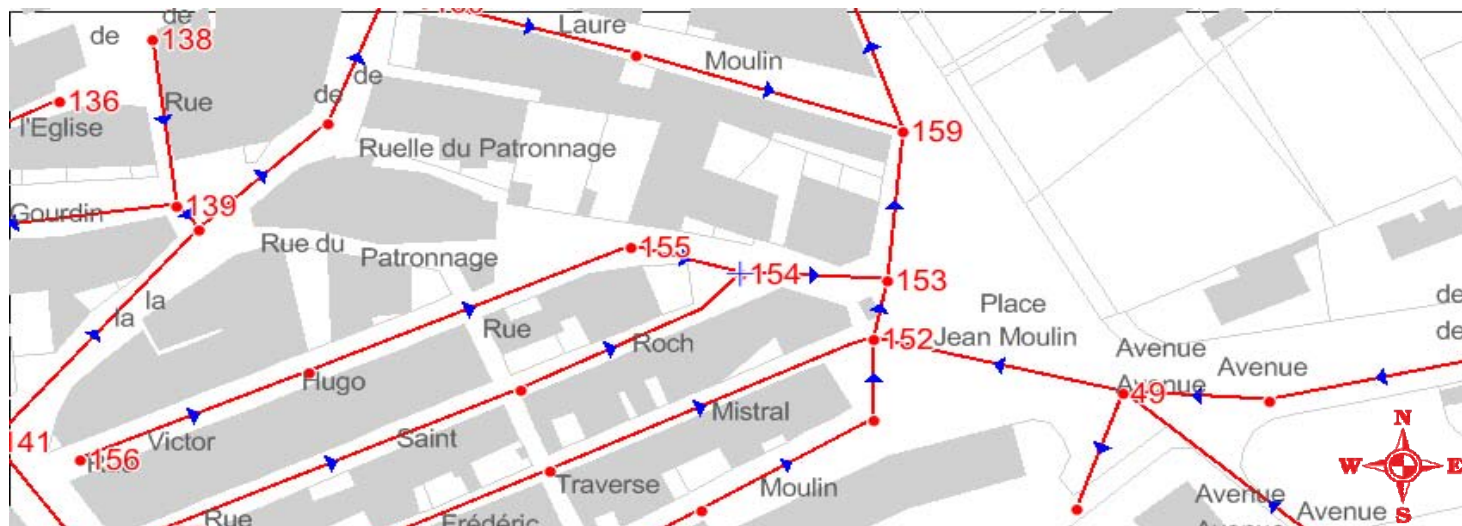 de
Laure
de
138
Moulin
de
136
Rue
de
l'Eglise
159
Ruelle du Patronnage
139
Gourdin
Rue du
Patronnage
155
154
153
Place
de
la
la
Rue
Roch
152
Jean Moulin
de
Avenue
Avenue
Avenue
Hugo
49
Mistral
141
Victor
Saint
156
Traverse
Moulin
Rue
Frédéric
Avenue
Avenue
N
W
E
S